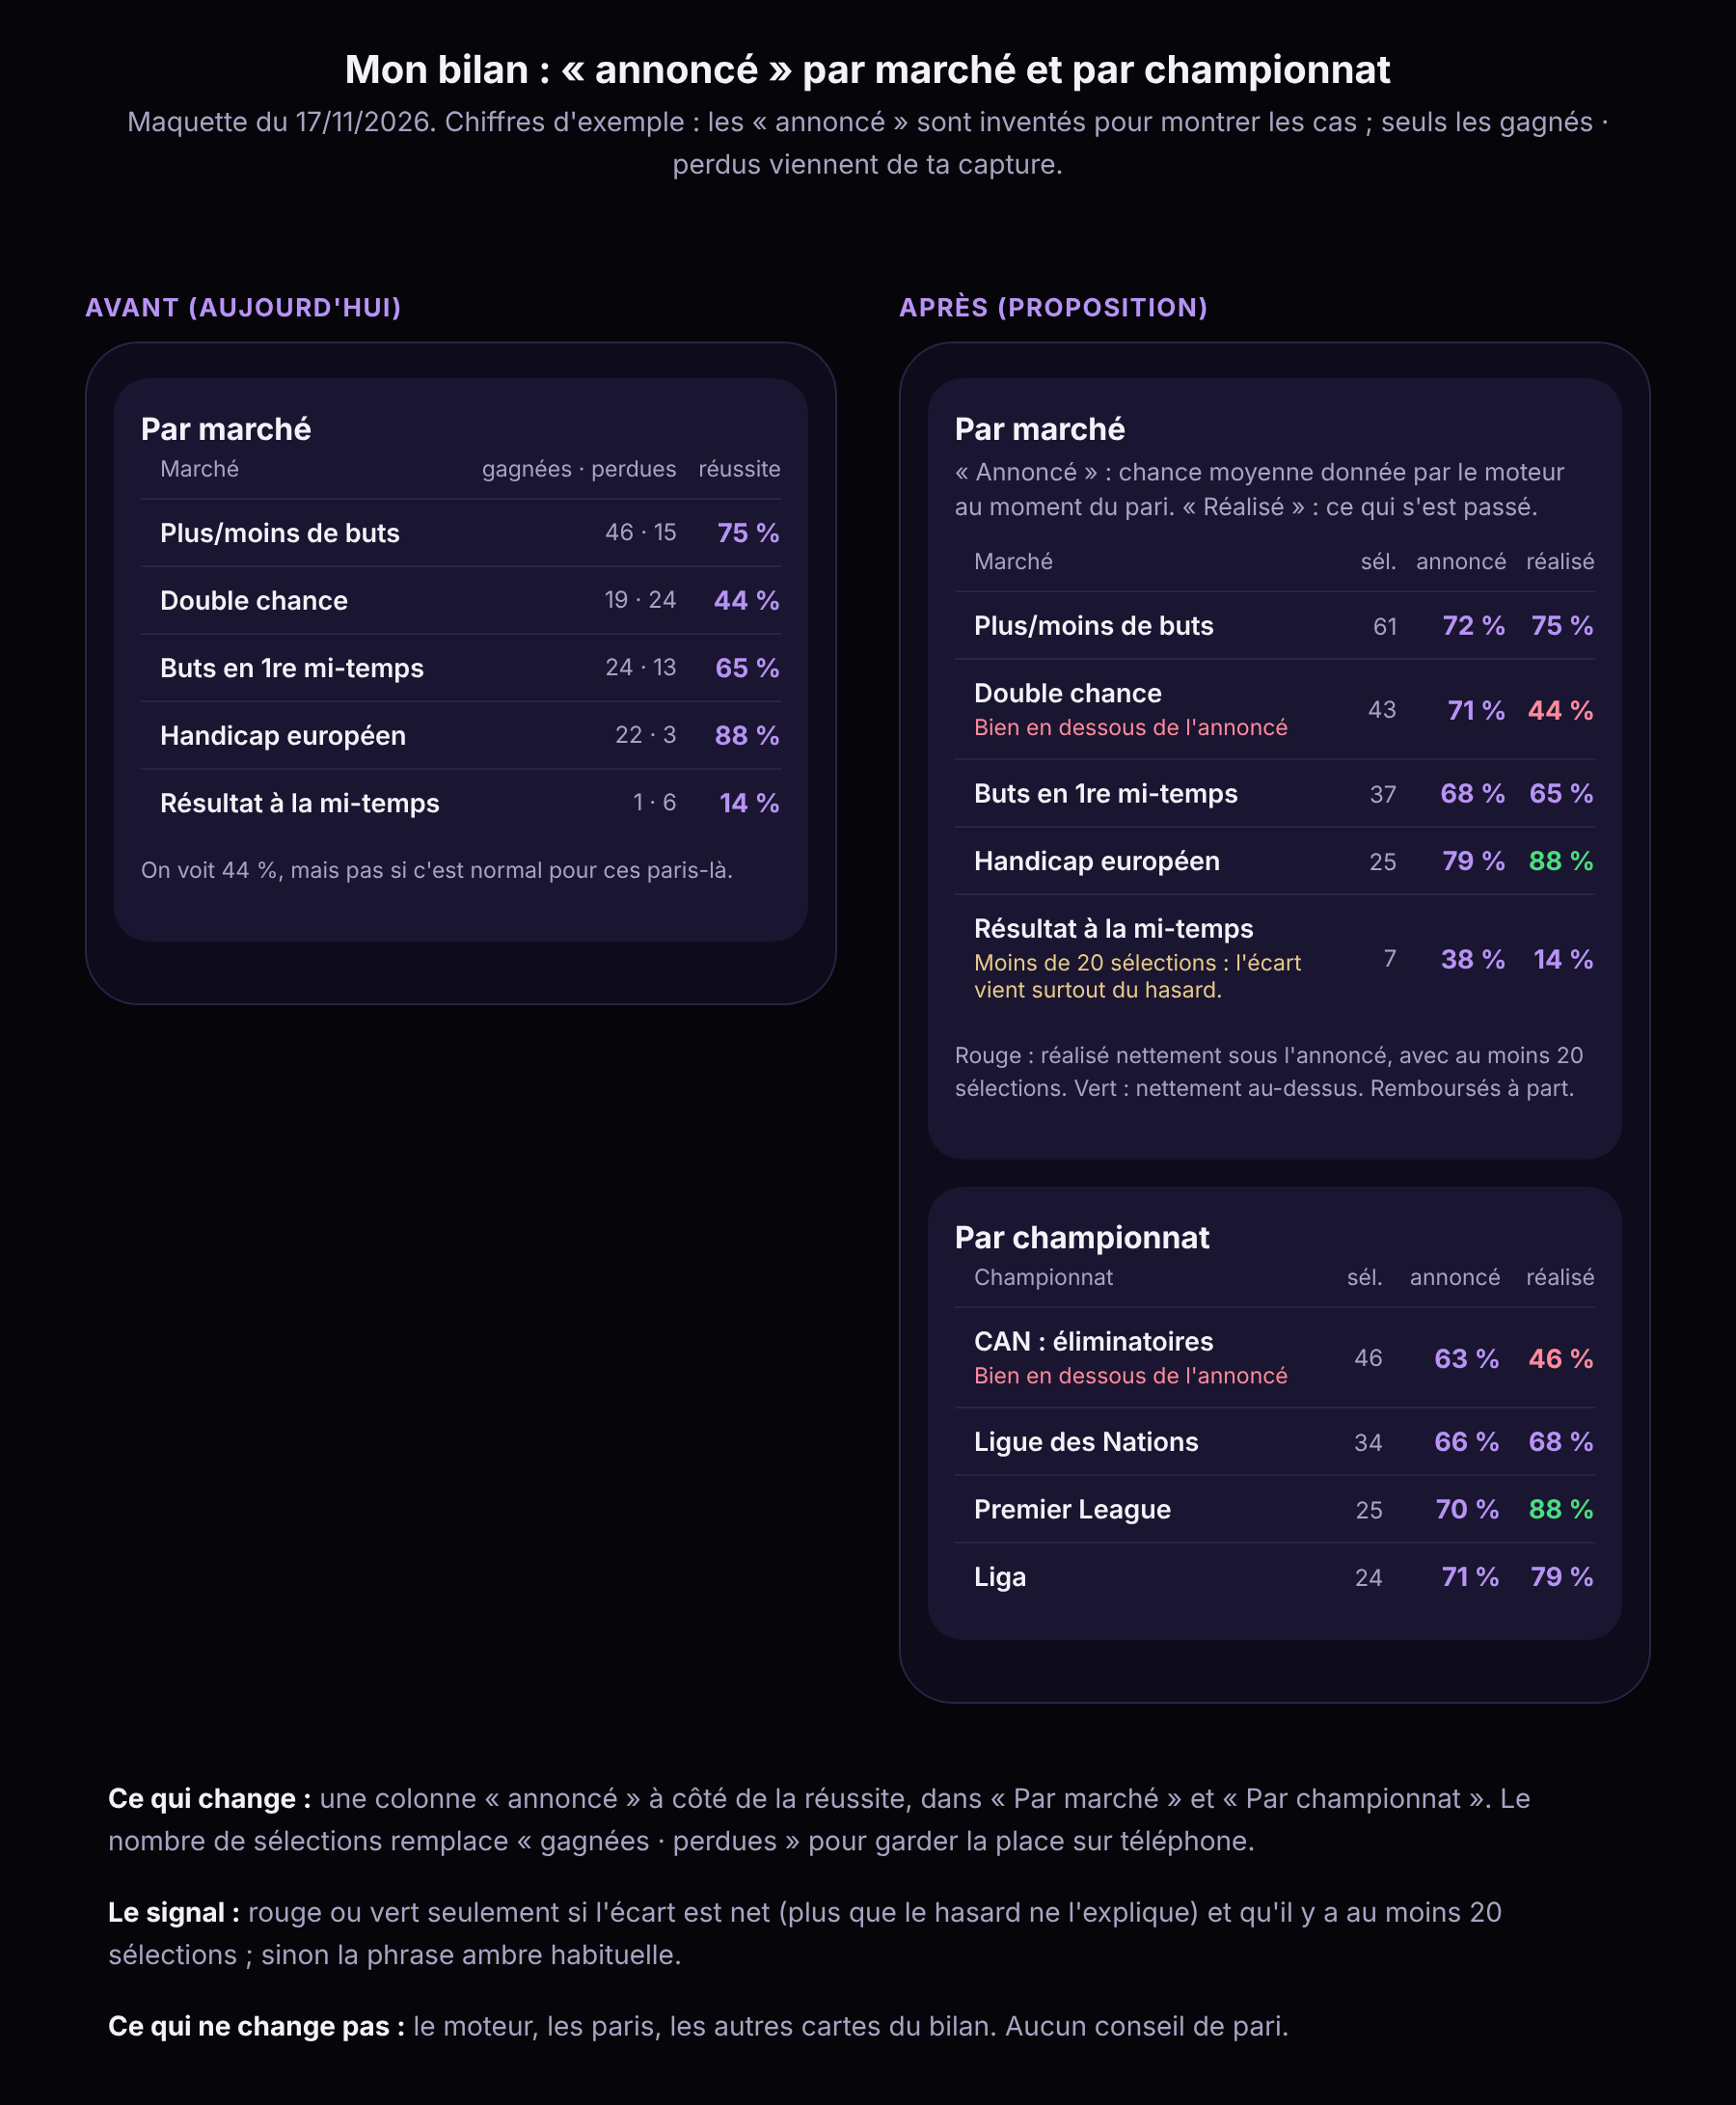 Mon bilan : « annoncé » par marché et par championnat
Maquette du 17/11/2026. Chiffres d'exemple : les « annoncé » sont inventés pour montrer les cas ; seuls les gagnés ·
perdus viennent de ta capture.
AVANT (AUJOURD'HUI)
Par marché
Marché gagnées · perdues réussite
Plus/moins de buts 46 · 15 75 %
Double chance 19 · 24 44 %
Buts en 1re mi-temps 24 · 13 65 %
Handicap européen 22 · 3 88 %
Résultat à la mi-temps 1 · 6 14 %
On voit 44 %, mais pas si c'est normal pour ces paris-là.
APRÈS (PROPOSITION)
Par marché
« Annoncé » : chance moyenne donnée par le moteur
au moment du pari. « Réalisé » : ce qui s'est passé.
Marché sél. annoncé réalisé
Plus/moins de buts 61 72 % 75 %
Double chance 43 71 % 44 %
Bien en dessous de l'annoncé
Buts en 1re mi-temps 37 68 % 65 %
Handicap européen 25 79 % 88 %
Résultat à la mi-temps 7 38 % 14 %
Moins de 20 sélections : l'écart
vient surtout du hasard.
Rouge : réalisé nettement sous l'annoncé, avec au moins 20
sélections. Vert : nettement au-dessus. Remboursés à part.
Par championnat
Championnat sél. annoncé réalisé
CAN : éliminatoires 46 63 % 46 %
Bien en dessous de l'annoncé
Ligue des Nations 34 66 % 68 %
Premier League 25 70 % 88 %
Liga 24 71 % 79 %
Ce qui change : une colonne « annoncé » à côté de la réussite, dans « Par marché » et « Par championnat ». Le
nombre de sélections remplace « gagnées · perdues » pour garder la place sur téléphone.
Le signal : rouge ou vert seulement si l'écart est net (plus que le hasard ne l'explique) et qu'il y a au moins 20
sélections ; sinon la phrase ambre habituelle.
Ce qui ne change pas : le moteur, les paris, les autres cartes du bilan. Aucun conseil de pari.